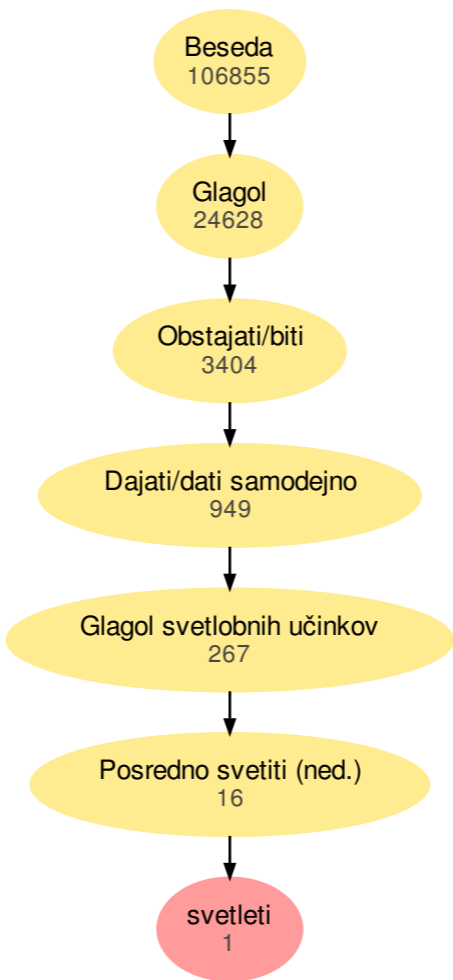 Beseda
106855
Glagol
24628
Obstajati/biti
3404
Dajati/dati samodejno
949
Glagol svetlobnih učinkov
267
Posredno svetiti (ned.)
16
svetleti
1